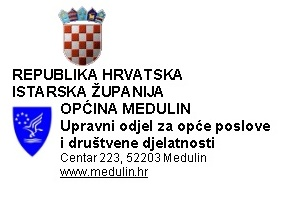 REPUBLIKA HRVATSKA
ISTARSKA ŽUPANIJA
OPĆINA MEDULIN
Upravni odjel za opće poslove
i društvene djelatnosti
Centar 223, 52203 Medulin
www.medulin.hr